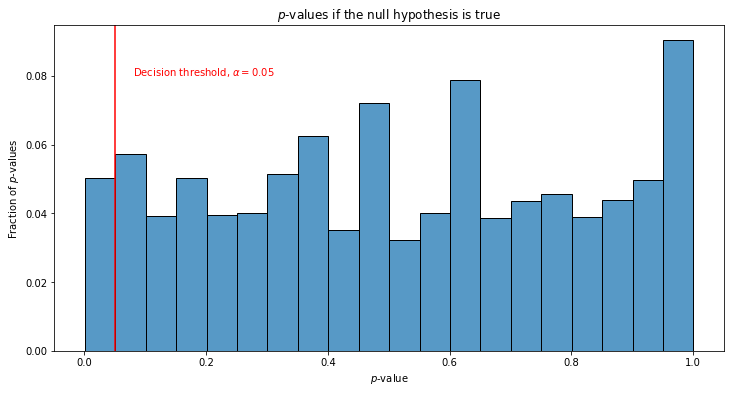 p-values if the null hypothesis is true
Decision threshold, α = 0.05
Fraction of p-values
0.08
0.06
0.04
0.02
0.00
0.0 0.2 0.4 0.6 0.8 1.0
p-value